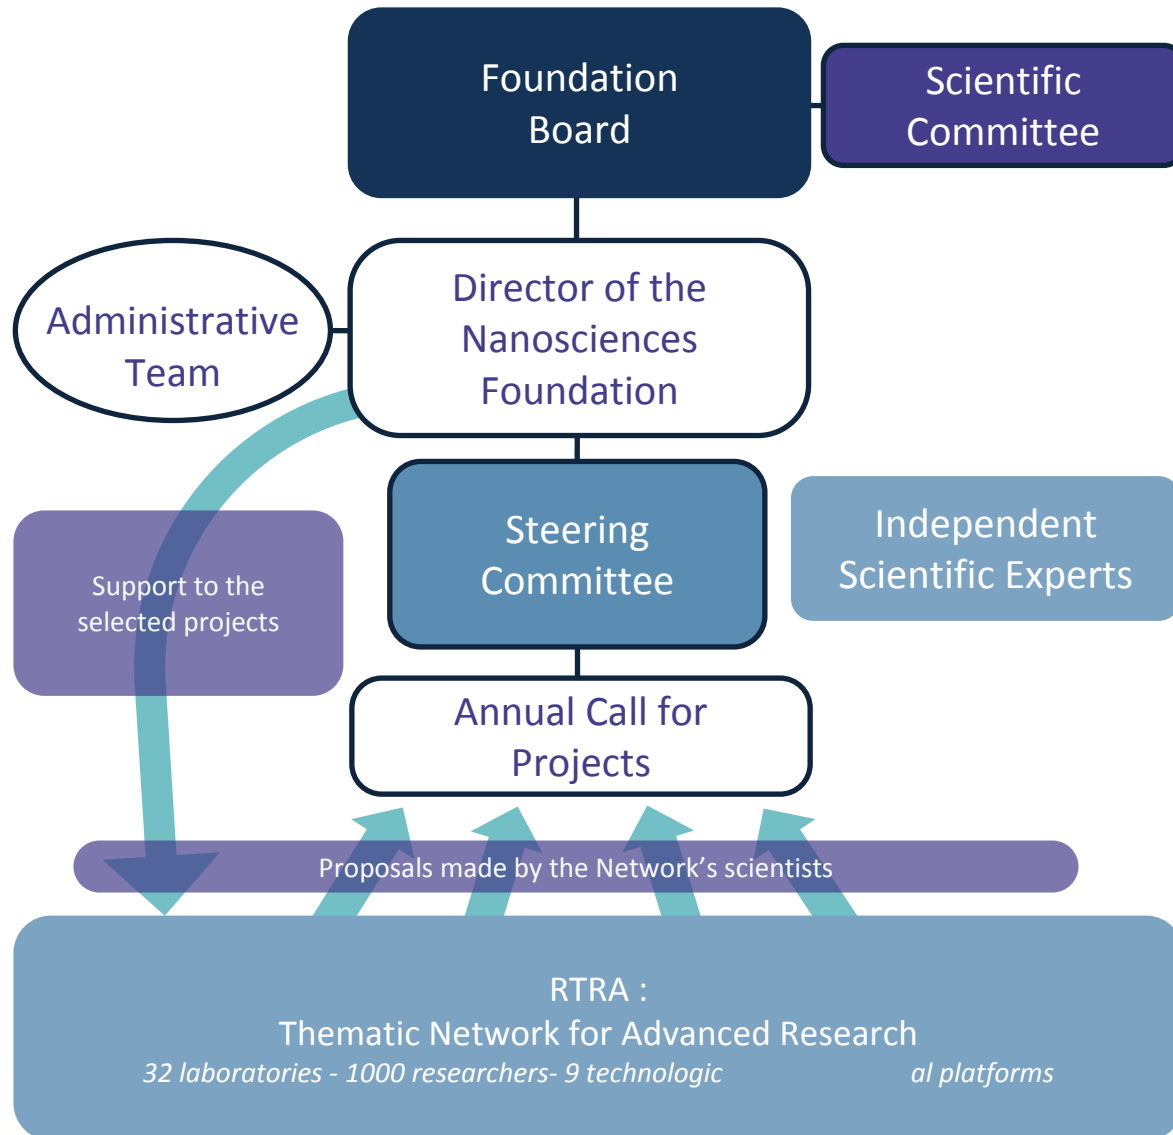 Foundation
Board
Scientific
Committee
Administrative
Team
Director of the
Nanosciences
Foundation
Support to the
selected projects
Steering
Committee
Independent
Scientific Experts
Annual Call for
Projects
Proposals made by the Network’s scientists
RTRA :
Thematic Network for Advanced Research
32 laboratories - 1000 researchers- 9 technologic al platforms